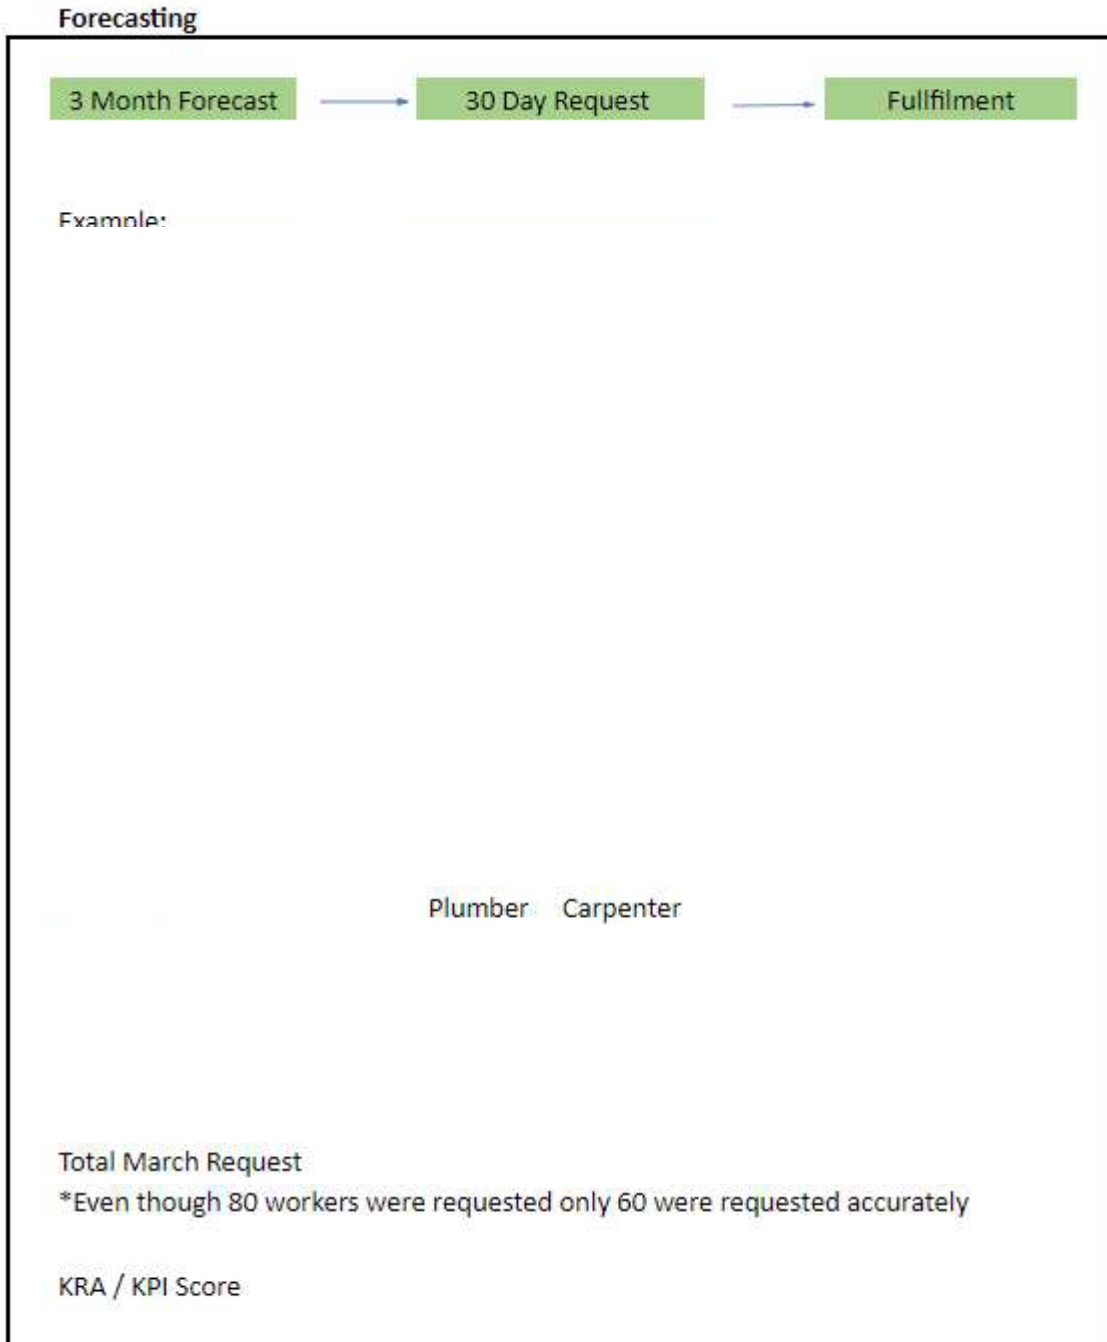 Forecasting
3 Month Forecast 30 Day Request Fullfilment
Example:
Plumber Carpenter
Total March Request
*Even though 80 workers were requested only 60 were requested accurately
KRA / KPI Score